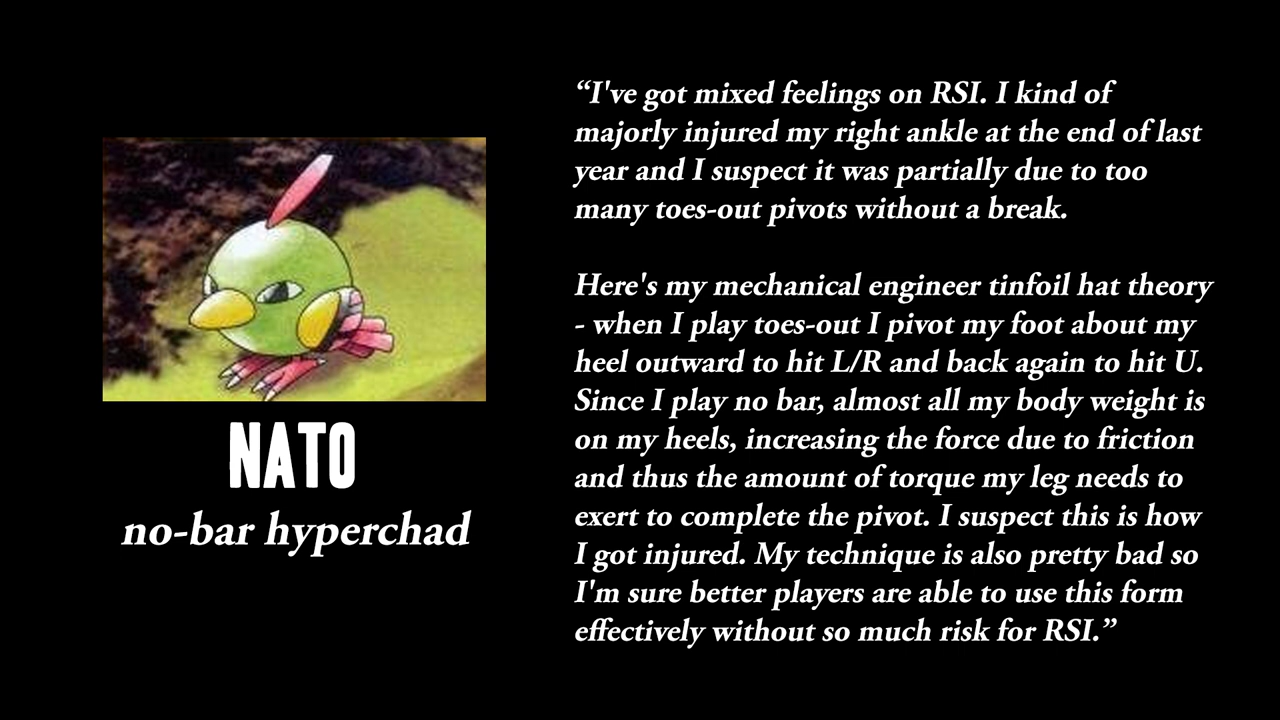 NATO
no-bar hyperchad
“I've got mixed feelings on RSI. I kind of
majorly injured my right ankle at the end of last
year and I suspect it was partially due to too
many toes-out pivots without a break.
Here's my mechanical engineer tinfoil hat theory
- when I play toes-out I pivot my foot about my
heel outward to hit L/R and back again to hit U.
Since I play no bar, almost all my body weight is
on my heels, increasing the force due to friction
and thus the amount of torque my leg needs to
exert to complete the pivot. I suspect this is how
I got injured. My technique is also pretty bad so
I'm sure better players are able to use this form
effectively without so much risk for RSI.”